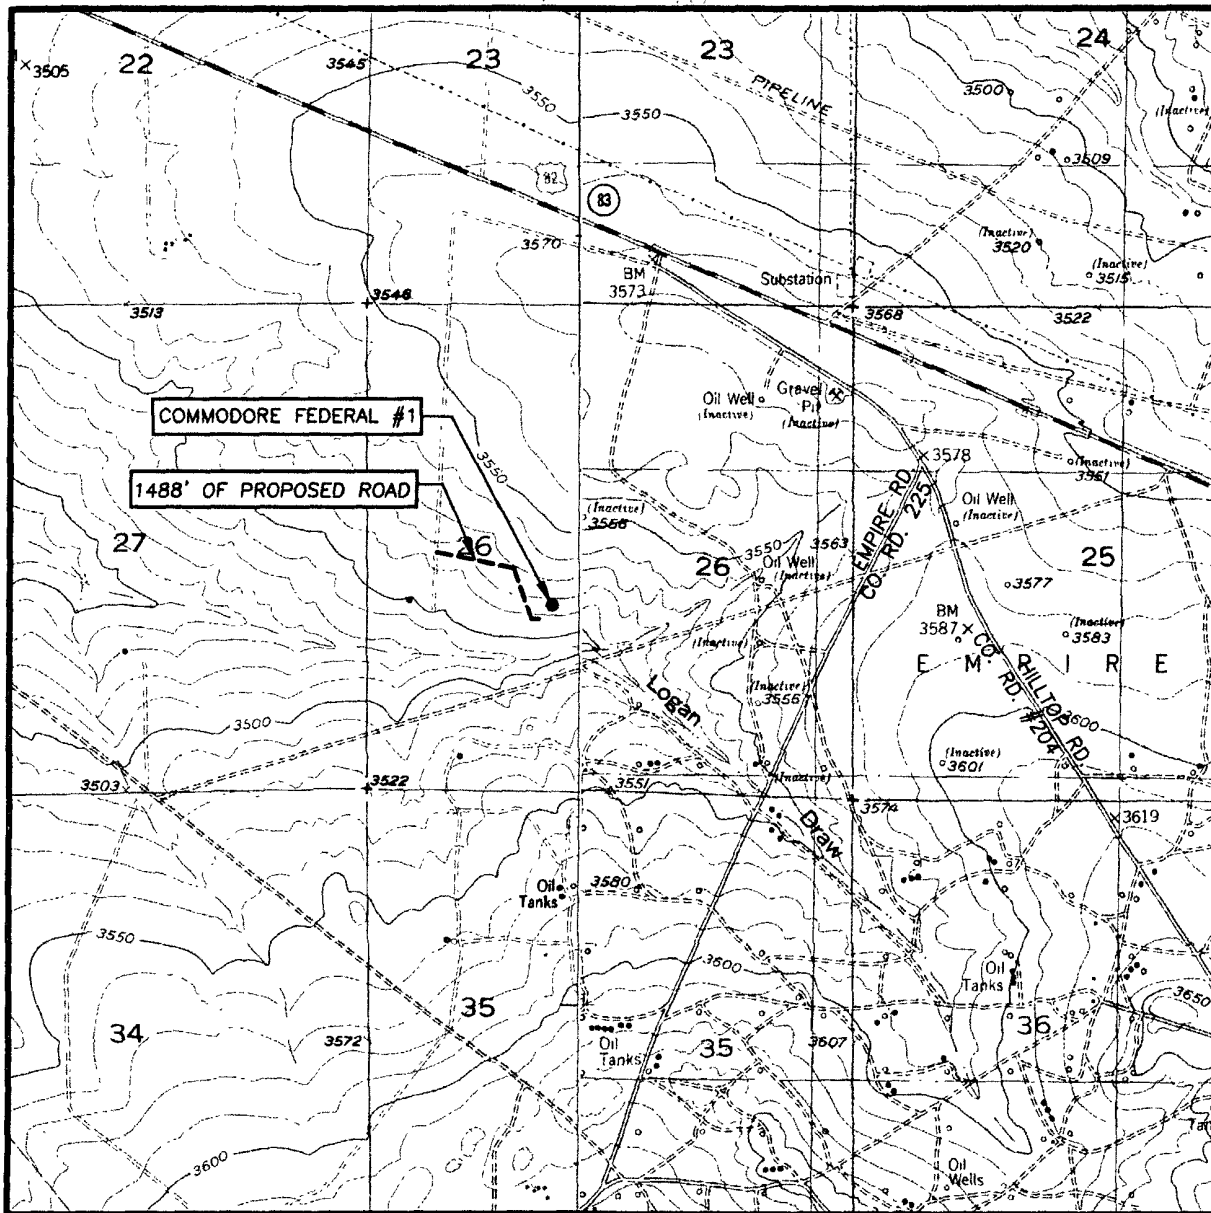 22
3545
23
23
24
3505
3550
PIPELINE
3500
(Inactive)
3550
3509
82
83
3570
(Inactive)
3520
(Inactive)
3515
BM
3573
Substation
3546
3513
3568
3522
Oil Well
(Inactive)
Gravel
Pit
(Inactive)
COMMODORE FEDERAL #1
3550
3578
(Inactive)
3551
1488' OF PROPOSED ROAD
(Inactive)
EMPIRE RD.
CO. RD. 225
Oil Well
(Inactive)
27
26
3550
3563
25
26
Oil Well
(Inactive)
3577
BM
3587
(Inactive)
3583
(Inactive)
EMPIRE
Logan
(Inactive)
3556
(Inactive)
HILLTOP RD.
CO. RD. #204
3600
3500
(Inactive)
3601
3503
3522
3551
(Inactive)
3574
Draw
3619
Oil
Tanks
3580
3550
3600
Oil
Tanks
3650
35
34
3572
Oil
Tanks
35
3607
36
3600
Oil
Wells